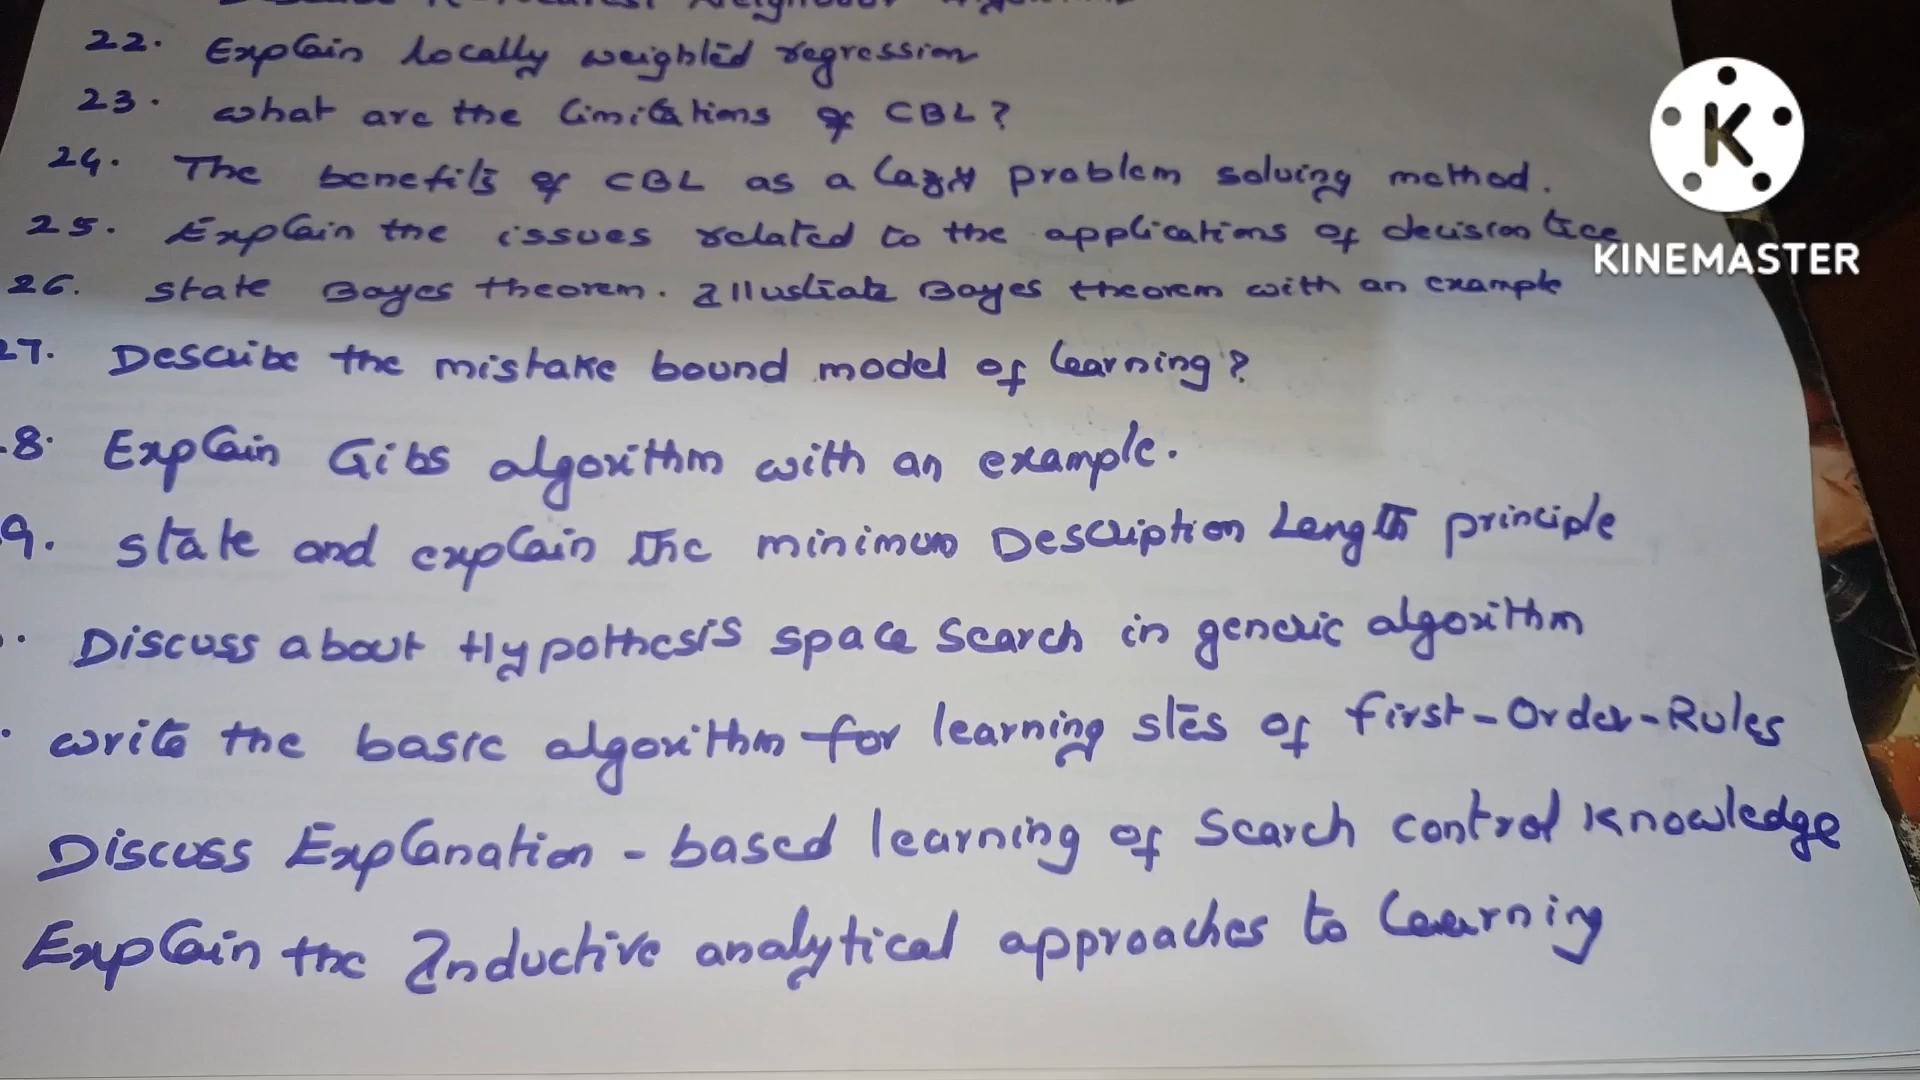 Neighbour
22. Explain locally weighted regression
23. what are the limitations of CBL?
24. The benefits of CBL as a lazy problem solving method.
25. Explain the issues related to the applications of decision tree
26. state Bayes theorem. Illustrate Bayes theorem with an example
27. Describe the mistake bound model of learning?
8. Explain Gibs algorithm with an example.
9. state and explain the minimum Description Length principle
. Discuss about Hypothesis space Search in generic algorithm
. write the basic algorithm for learning stes of First-Order-Rules
Discuss Explanation-based learning of Search control knowledge
Explain the Inductive analytical approaches to Learning
K
KINEMASTER